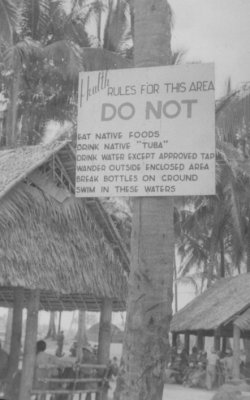 Health RULES FOR THIS AREA
DO NOT
EAT NATIVE FOODS
DRINK NATIVE "TUBA"
DRINK WATER EXCEPT APPROVED TAP
WANDER OUTSIDE ENCLOSED AREA
BREAK BOTTLES ON GROUND
SWIM IN THESE WATERS